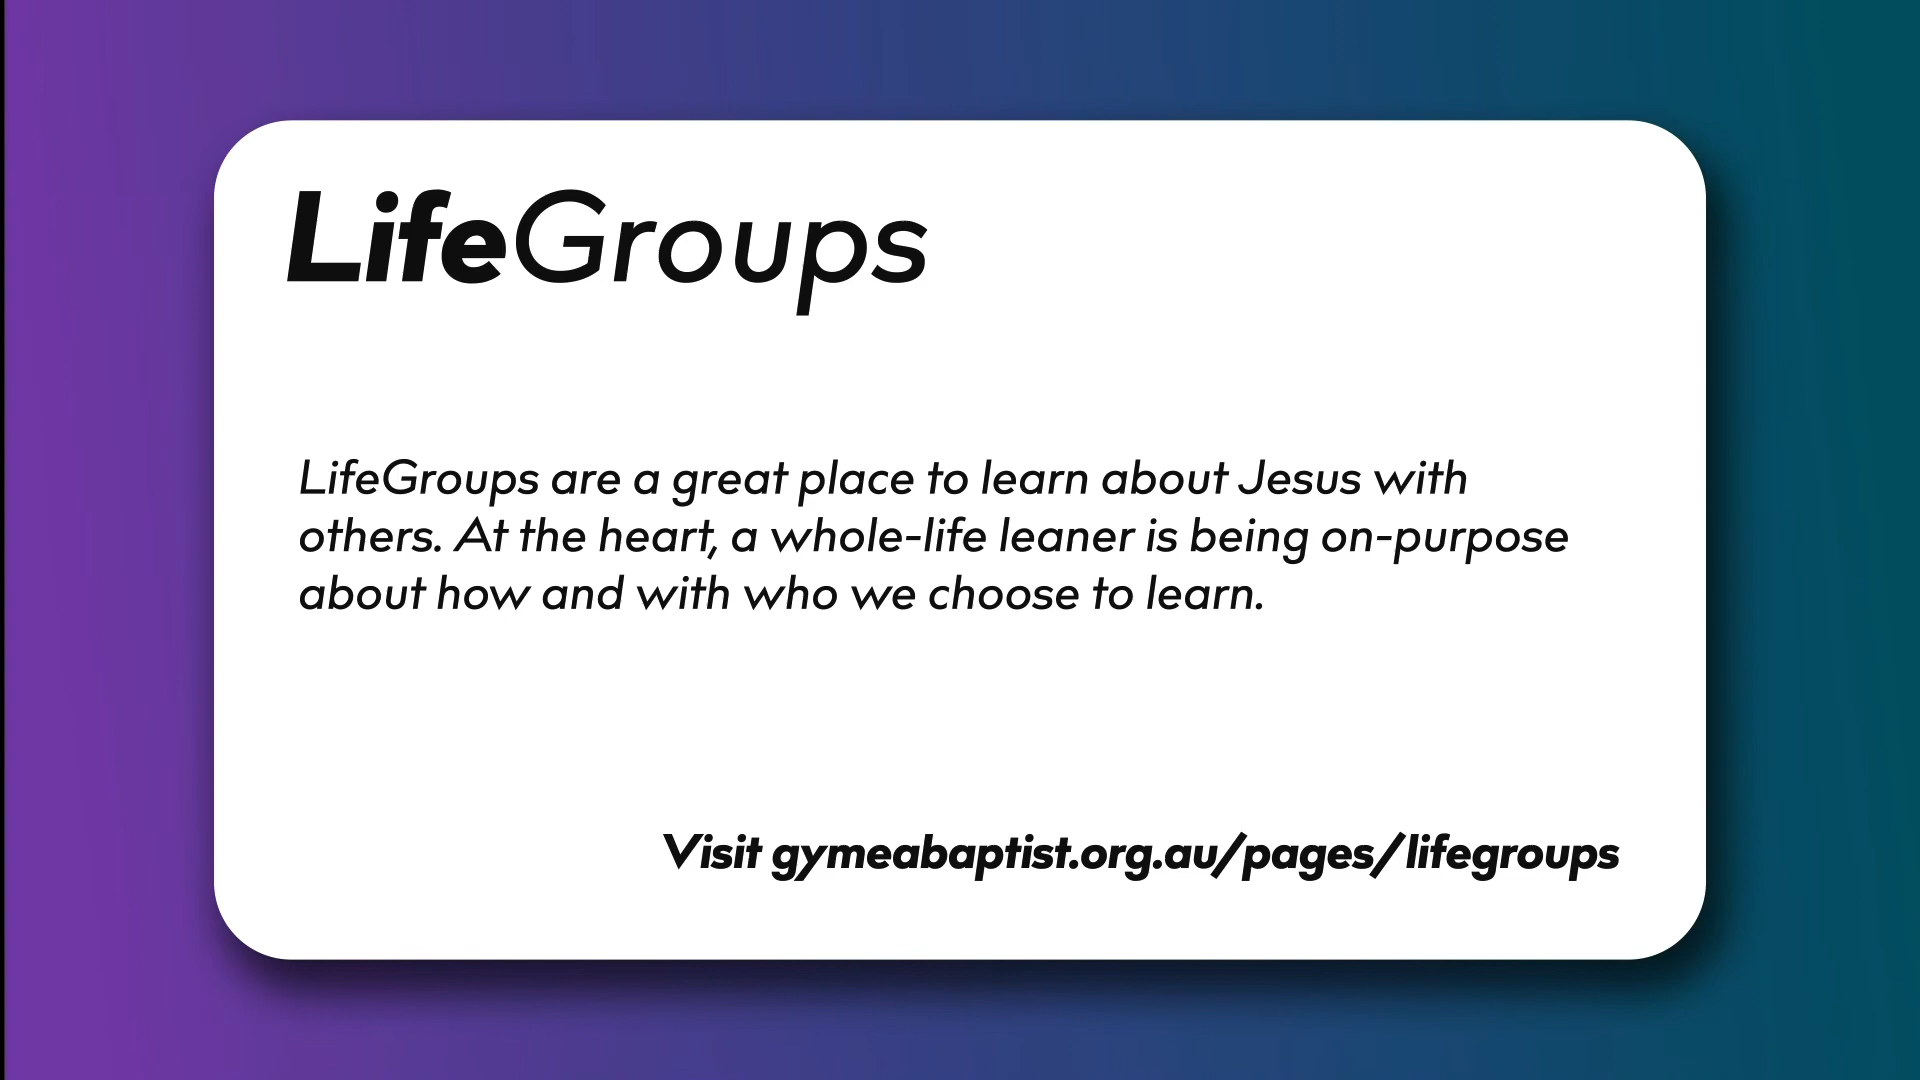 LifeGroups
LifeGroups are a great place to learn about Jesus with
others. At the heart, a whole-life leaner is being on-purpose
about how and with who we choose to learn.
Visit gymeabaptist.org.au/pages/lifegroups